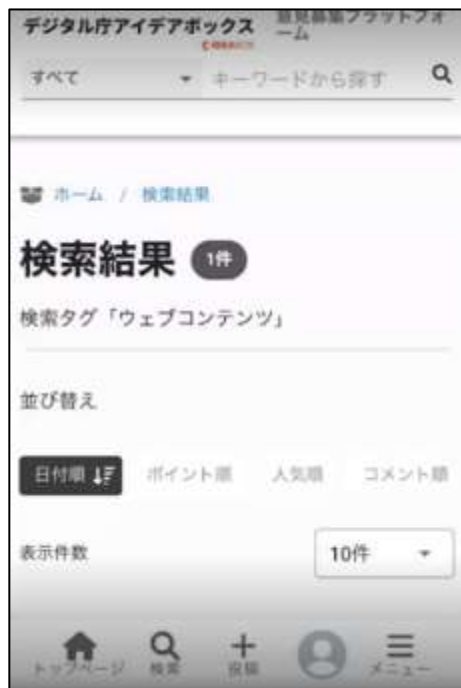 デジタル庁アイデアボックス
意見募集プラットフォーム
すべて
キーワードから探す
ホーム / 検索結果
検索結果 1件
検索タグ「ウェブコンテンツ」
並び替え
日付順 ポイント順 人気順 コメント順
表示件数 10件
トップページ 検索 投稿 メニュー